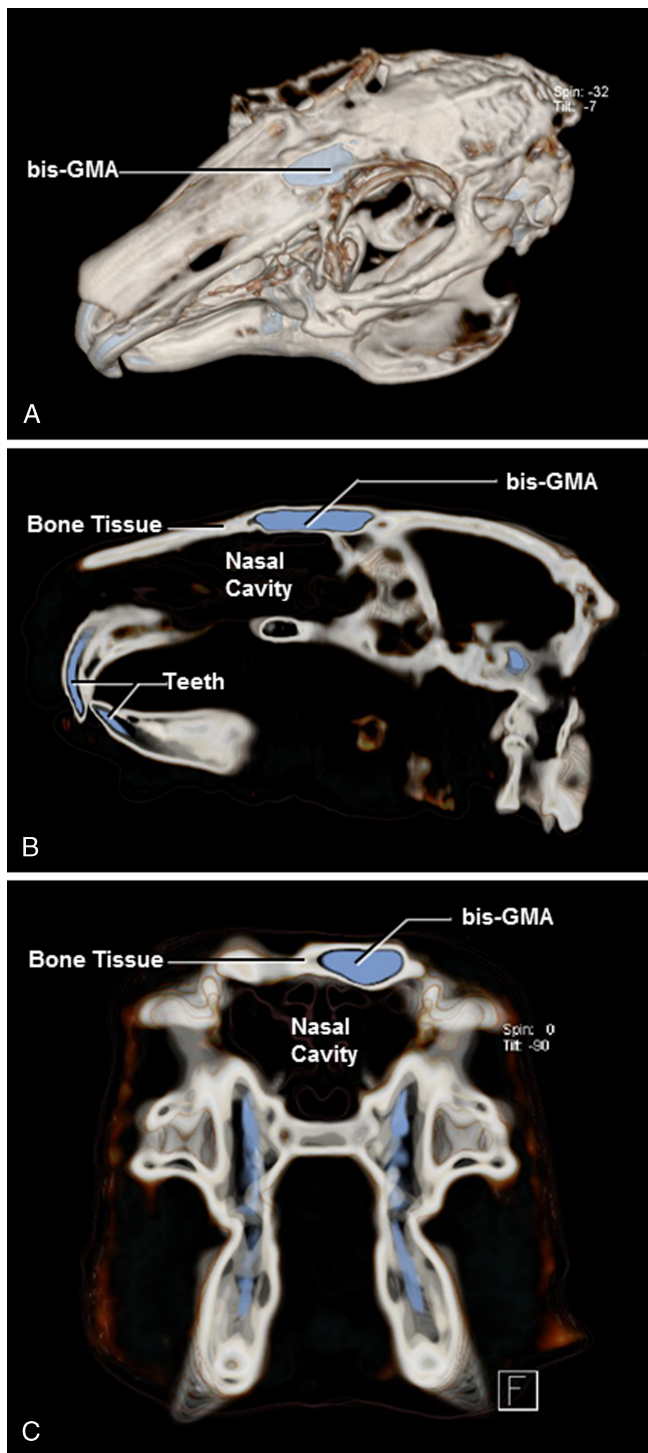 Spin: -32
Tilt: -7
bis-GMA
A
bis-GMA
Bone Tissue
Nasal
Cavity
Teeth
B
bis-GMA
Bone Tissue
Nasal
Cavity
Spin: 0
Tilt: -90
F
C